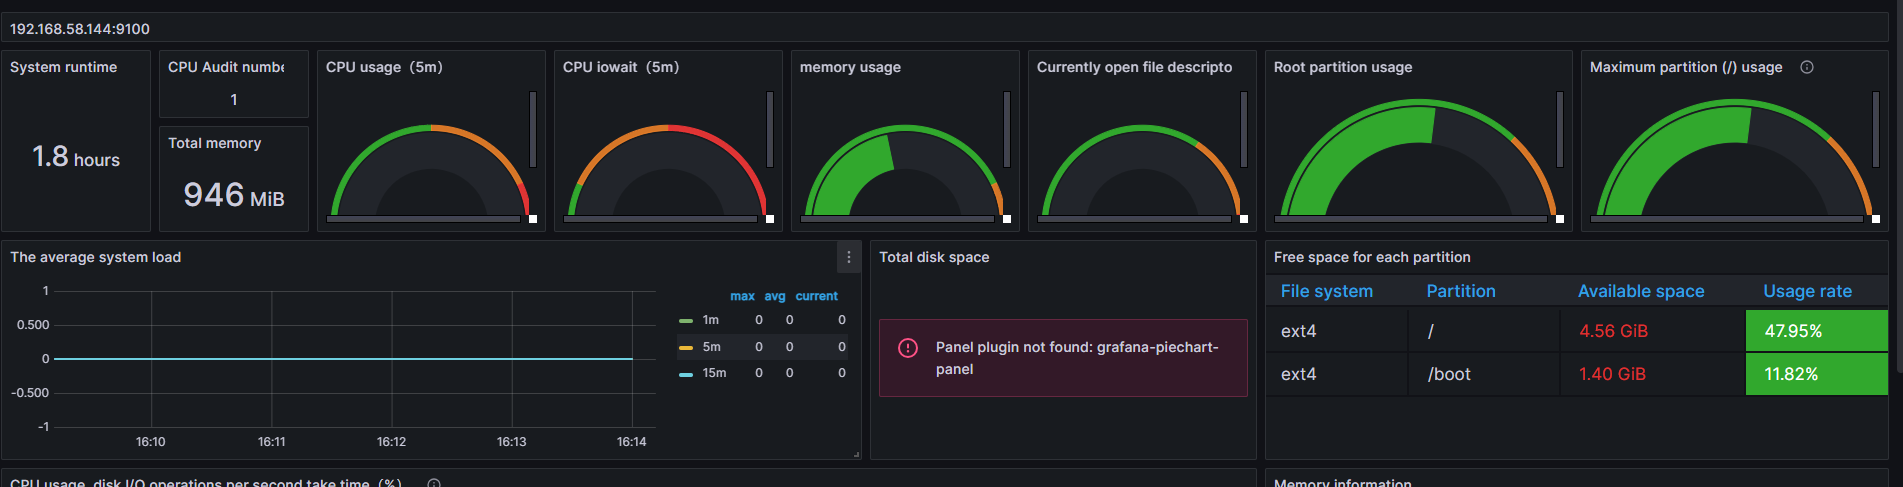 192.168.58.144:9100
System runtime
1.8 hours
CPU Audit numbe
1
Total memory
946 MiB
CPU usage（5m）
CPU iowait（5m）
memory usage
Currently open file descripto
Root partition usage
Maximum partition (/) usage
The average system load
1
0.500
0
-0.500
-1
16:10 16:11 16:12 16:13 16:14
max avg current
1m 0 0 0
5m 0 0 0
15m 0 0 0
Total disk space
Panel plugin not found: grafana-piechart-
panel
Free space for each partition
File system Partition Available space Usage rate
ext4 / 4.56 GiB 47.95%
ext4 /boot 1.40 GiB 11.82%
CPU usage, disk I/O operations per second take time（%）
Memory information